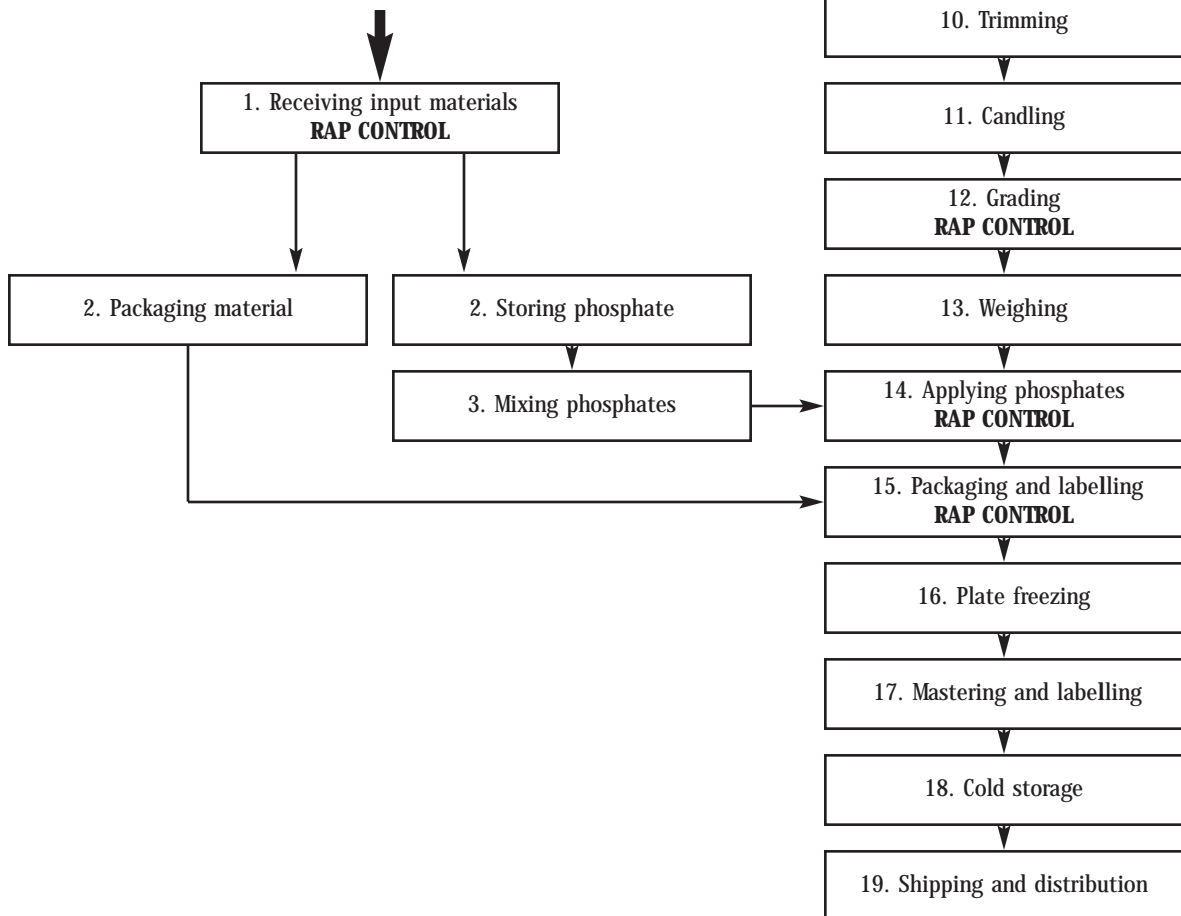 1. Receiving input materials
RAP CONTROL
2. Packaging material
2. Storing phosphate
3. Mixing phosphates
10. Trimming
11. Candling
12. Grading
RAP CONTROL
13. Weighing
14. Applying phosphates
RAP CONTROL
15. Packaging and labelling
RAP CONTROL
16. Plate freezing
17. Mastering and labelling
18. Cold storage
19. Shipping and distribution